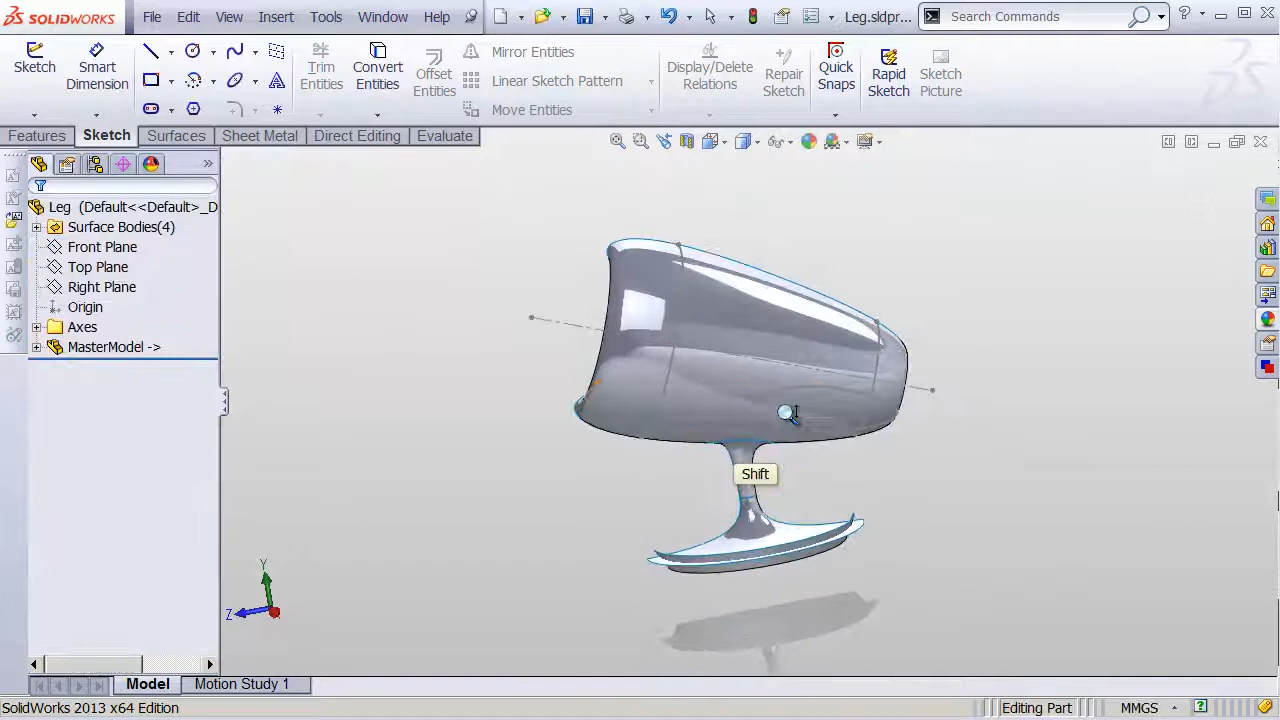 SOLIDWORKS File Edit View Insert Tools Window Help Leg.sldpr... Search Commands
Sketch Smart Dimension Trim Entities Convert Entities Offset Entities Mirror Entities Linear Sketch Pattern Move Entities Display/Delete Relations Repair Sketch Quick Snaps Rapid Sketch Sketch Picture
Features Sketch Surfaces Sheet Metal Direct Editing Evaluate
Leg (Default<<Default>_D
Surface Bodies(4)
Front Plane
Top Plane
Right Plane
Origin
Axes
MasterModel ->
Shift
Y
Z
Model Motion Study 1
SolidWorks 2013 x64 Edition Editing Part MMGS